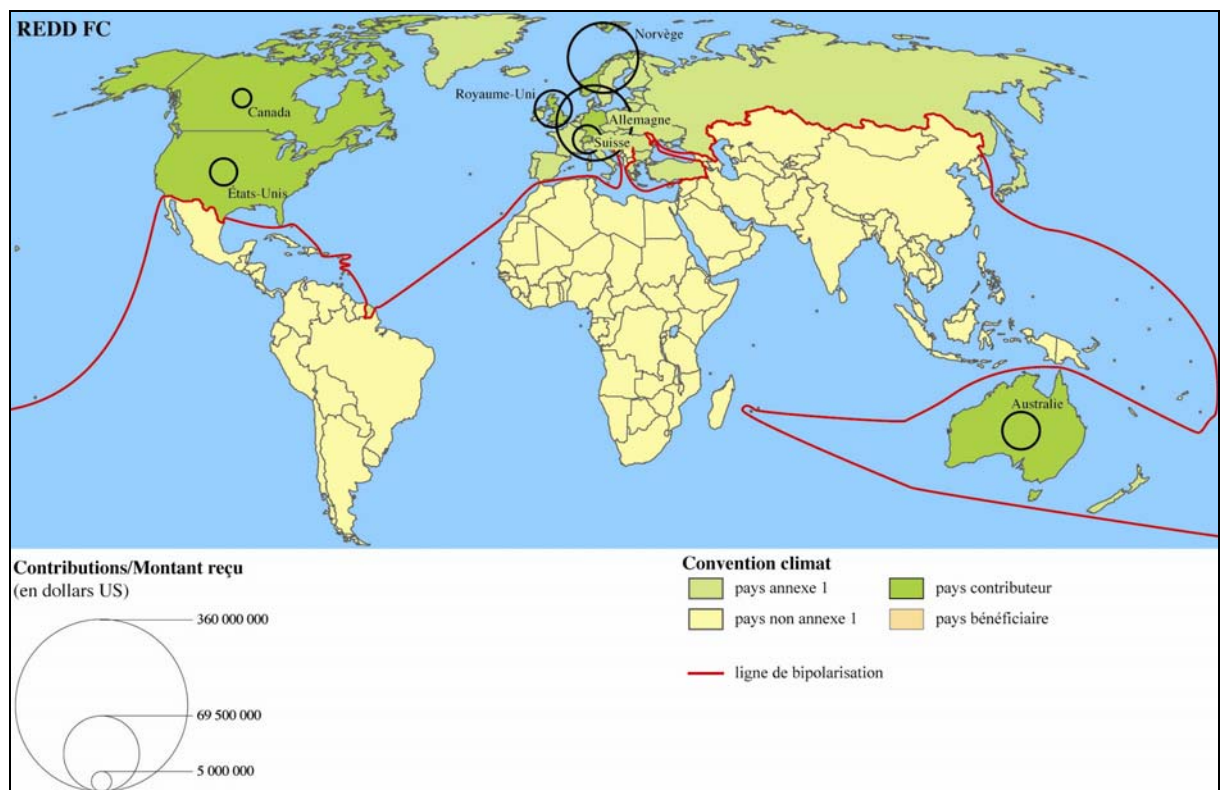 REDD FC
Norvège
Royaume-Uni
Canada
Allemagne
Suisse
États-Unis
Australie
Contributions/Montant reçu
(en dollars US)
360 000 000
69 500 000
5 000 000
Convention climat
pays annexe 1
pays contributeur
pays non annexe 1
pays bénéficiaire
ligne de bipolarisation